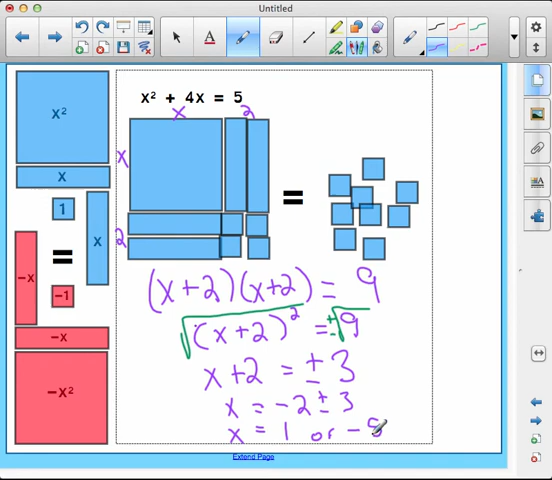 Untitled
x² + 4x = 5
x 2
x
2
x²
x
1
x
=
-x
-1
-x
-x²
=
(x+2)(x+2) = 9
√(x+2)² = ±√9
x+2 = ± 3
x = -2 ± 3
x = 1 or -5
Extend Page